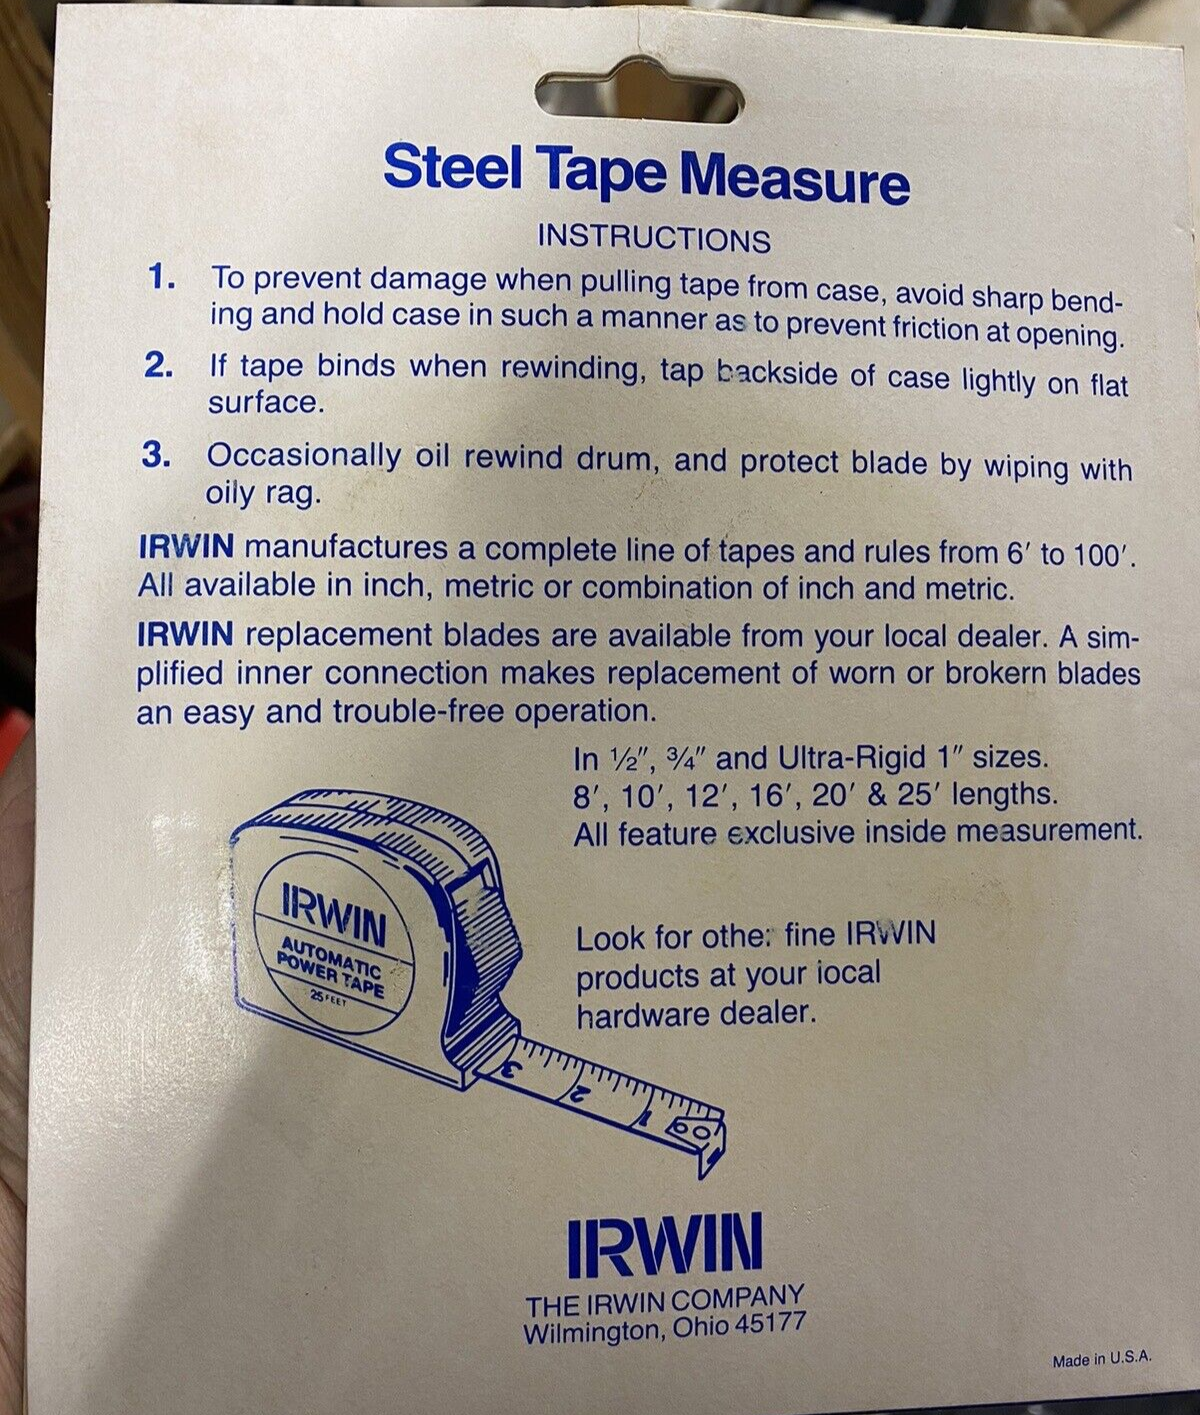 Steel Tape Measure
INSTRUCTIONS
1. To prevent damage when pulling tape from case, avoid sharp bend-
ing and hold case in such a manner as to prevent friction at opening.
2. If tape binds when rewinding, tap backside of case lightly on flat
surface.
3. Occasionally oil rewind drum, and protect blade by wiping with
oily rag.
IRWIN manufactures a complete line of tapes and rules from 6′ to 100′.
All available in inch, metric or combination of inch and metric.
IRWIN replacement blades are available from your local dealer. A sim-
plified inner connection makes replacement of worn or brokern blades
an easy and trouble-free operation.
In ½″, ¾″ and Ultra-Rigid 1″ sizes.
8′, 10′, 12′, 16′, 20′ & 25′ lengths.
All feature exclusive inside measurement.
IRWIN
AUTOMATIC
POWER TAPE
25 FEET
3 2 1
Look for other fine IRWIN
products at your local
hardware dealer.
IRWIN
THE IRWIN COMPANY
Wilmington, Ohio 45177
Made in U.S.A.